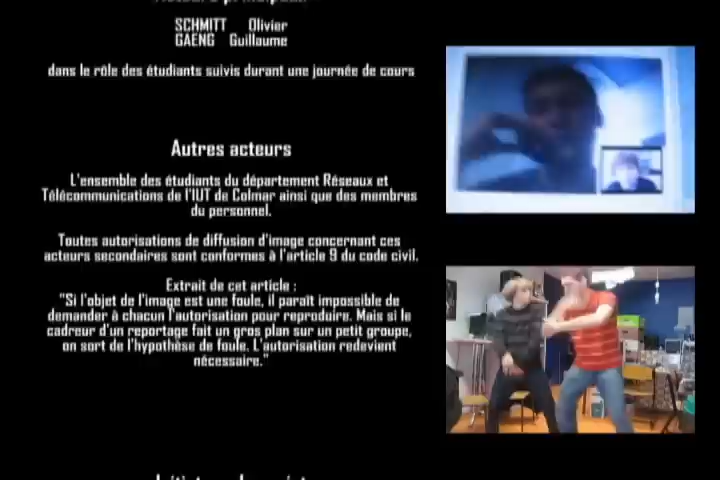 SCHMITT Olivier
GAENG Guillaume
dans le rôle des étudiants suivis durant une journée de cours
Autres acteurs
L'ensemble des étudiants du département Réseaux et
Télécommunications de l'IUT de Colmar ainsi que des membres
du personnel.
Toutes autorisations de diffusion d'image concernant ces
acteurs secondaires sont conformes à l'article 9 du code civil.
Extrait de cet article :
"Si l'objet de l'image est une foule, il paraît impossible de
demander à chacun l'autorisation pour reproduire. Mais si le
cadreur d'un reportage fait un gros plan sur un petit groupe,
on sort de l'hypothèse de foule. L'autorisation redevient
nécessaire."